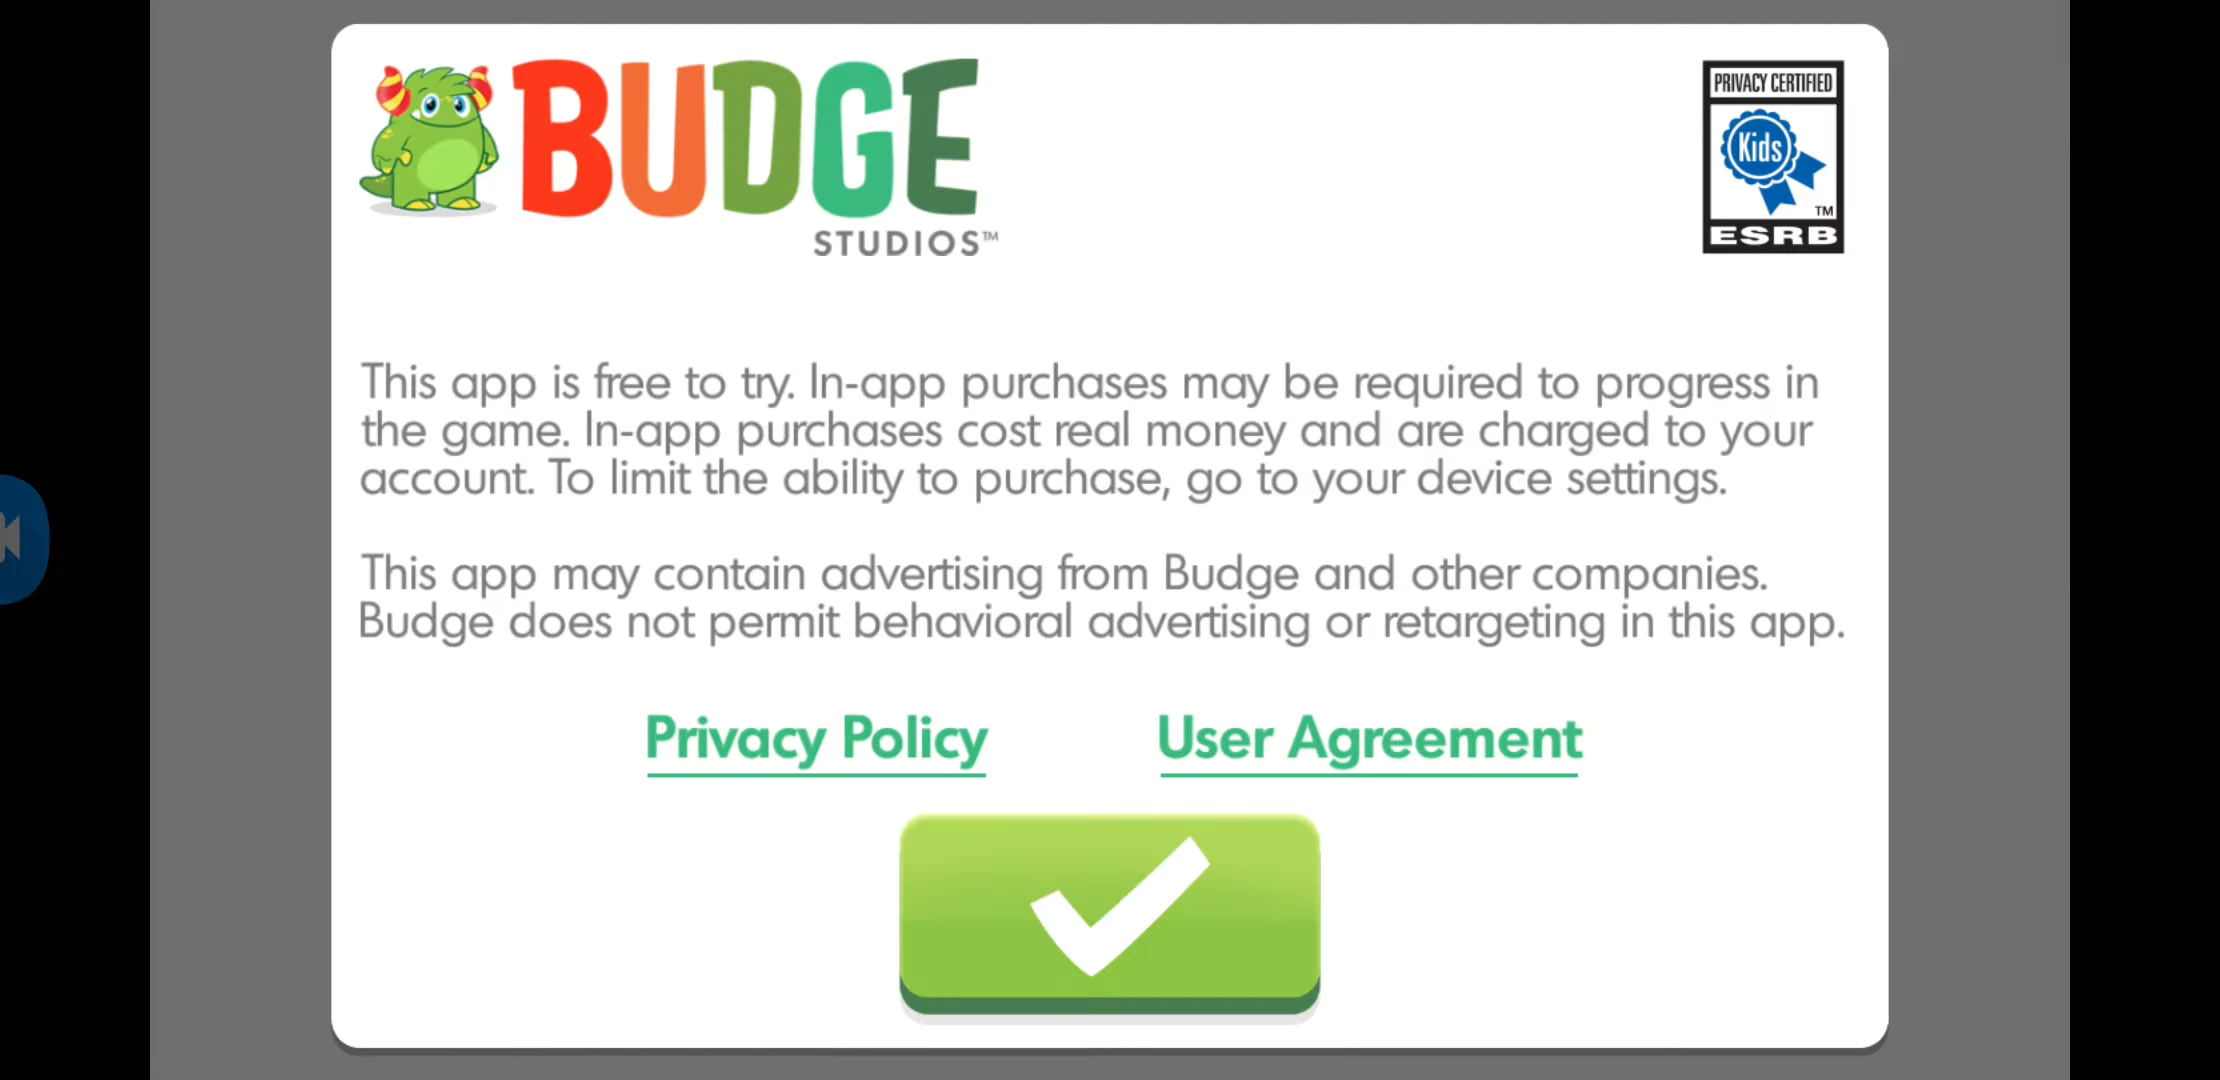 BUDGE
STUDIOS™
PRIVACY CERTIFIED
Kids
TM
ESRB
This app is free to try. In-app purchases may be required to progress in
the game. In-app purchases cost real money and are charged to your
account. To limit the ability to purchase, go to your device settings.
This app may contain advertising from Budge and other companies.
Budge does not permit behavioral advertising or retargeting in this app.
Privacy Policy
User Agreement